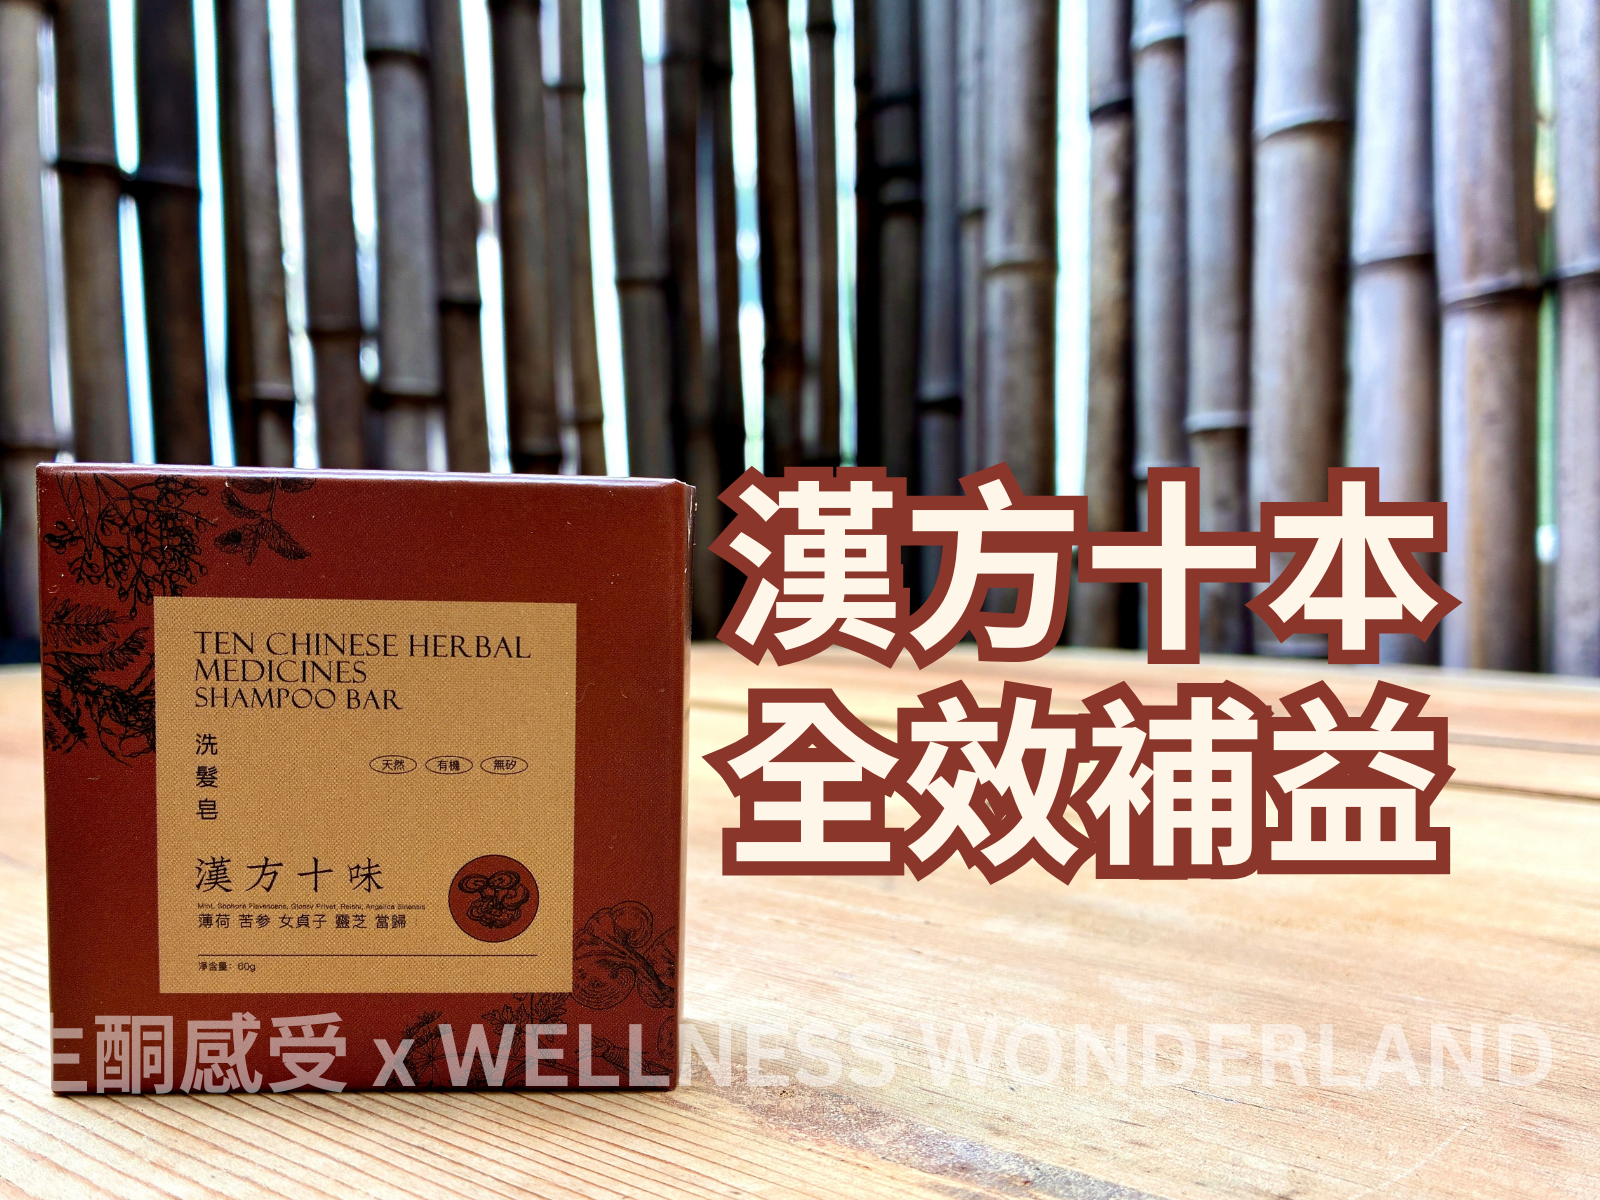 漢方十本
全效補益
TEN CHINESE HERBAL
MEDICINES
SHAMPOO BAR
洗髮皂
天然 有機 無矽
漢方十味
Mint, Sophora Flavescens, Glossy Privet, Reishi, Angelica Sinensis
薄荷 苦參 女貞子 靈芝 當歸
淨含量：60g
生酮感受 x WELLNESS WONDERLAND